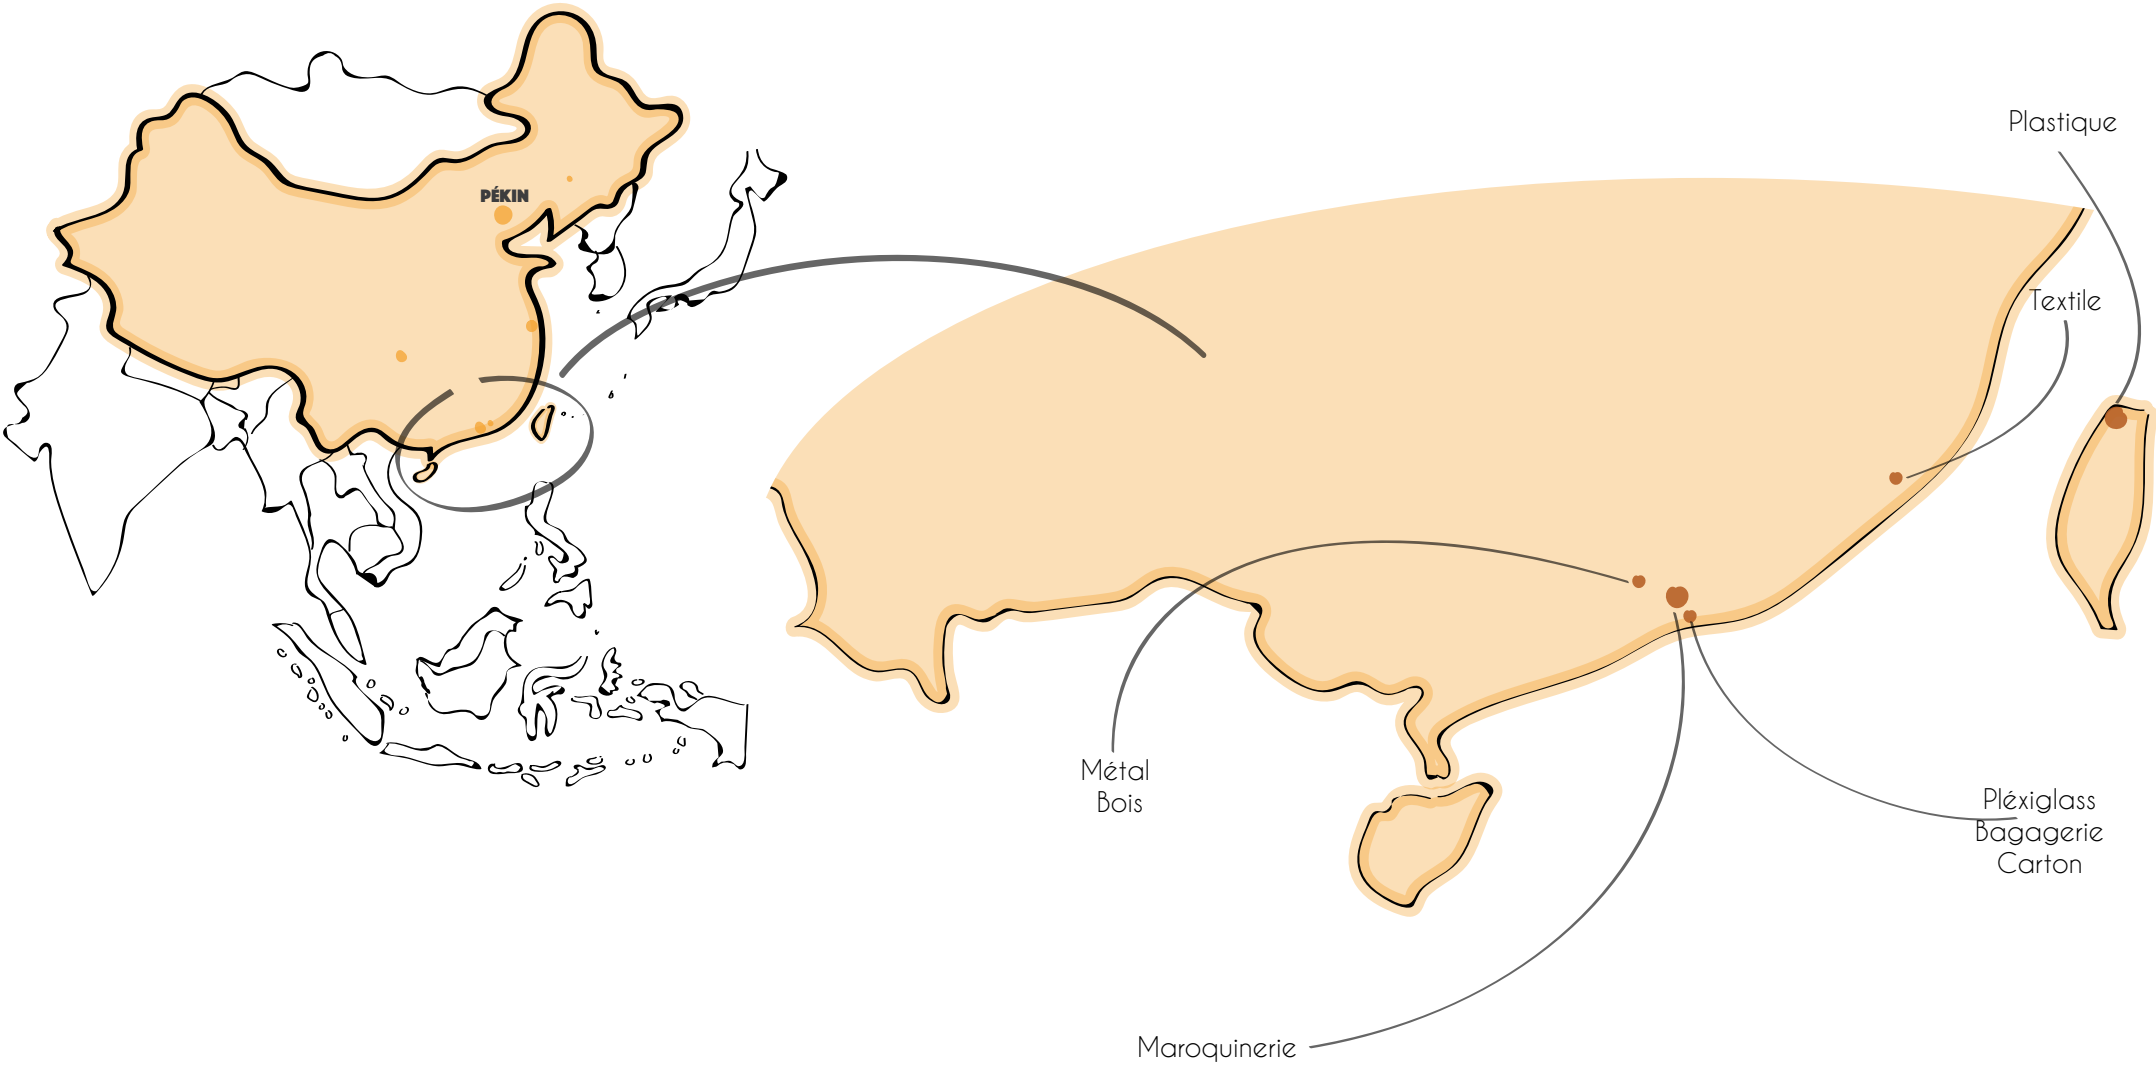 Plastique
PÉKIN
Textile
Métal
Bois
Pléxiglass
Bagagerie
Carton
Maroquinerie